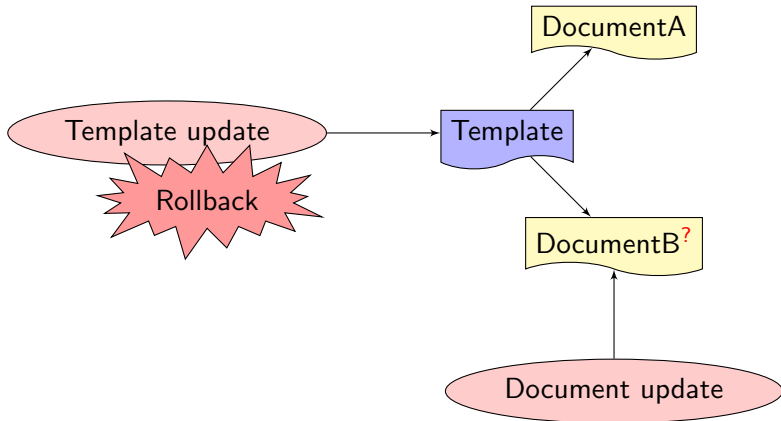 DocumentA
Template update
Template
Rollback
DocumentB?
Document update